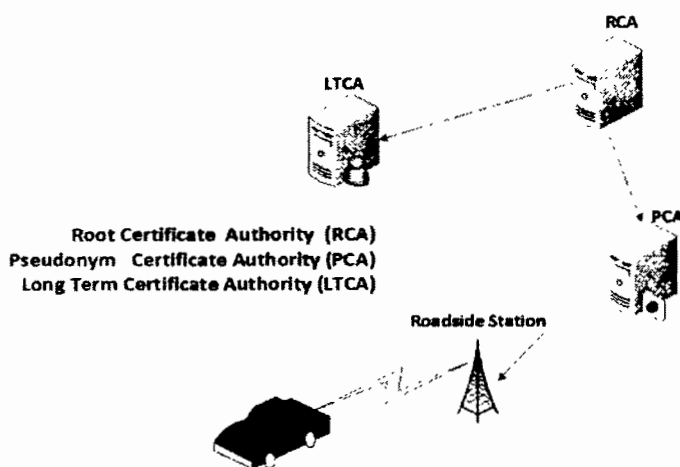 RCA
LTCA
Root Certificate Authority (RCA)
PCA
Pseudonym Certificate Authority (PCA)
Long Term Certificate Authority (LTCA)
Roadside Station